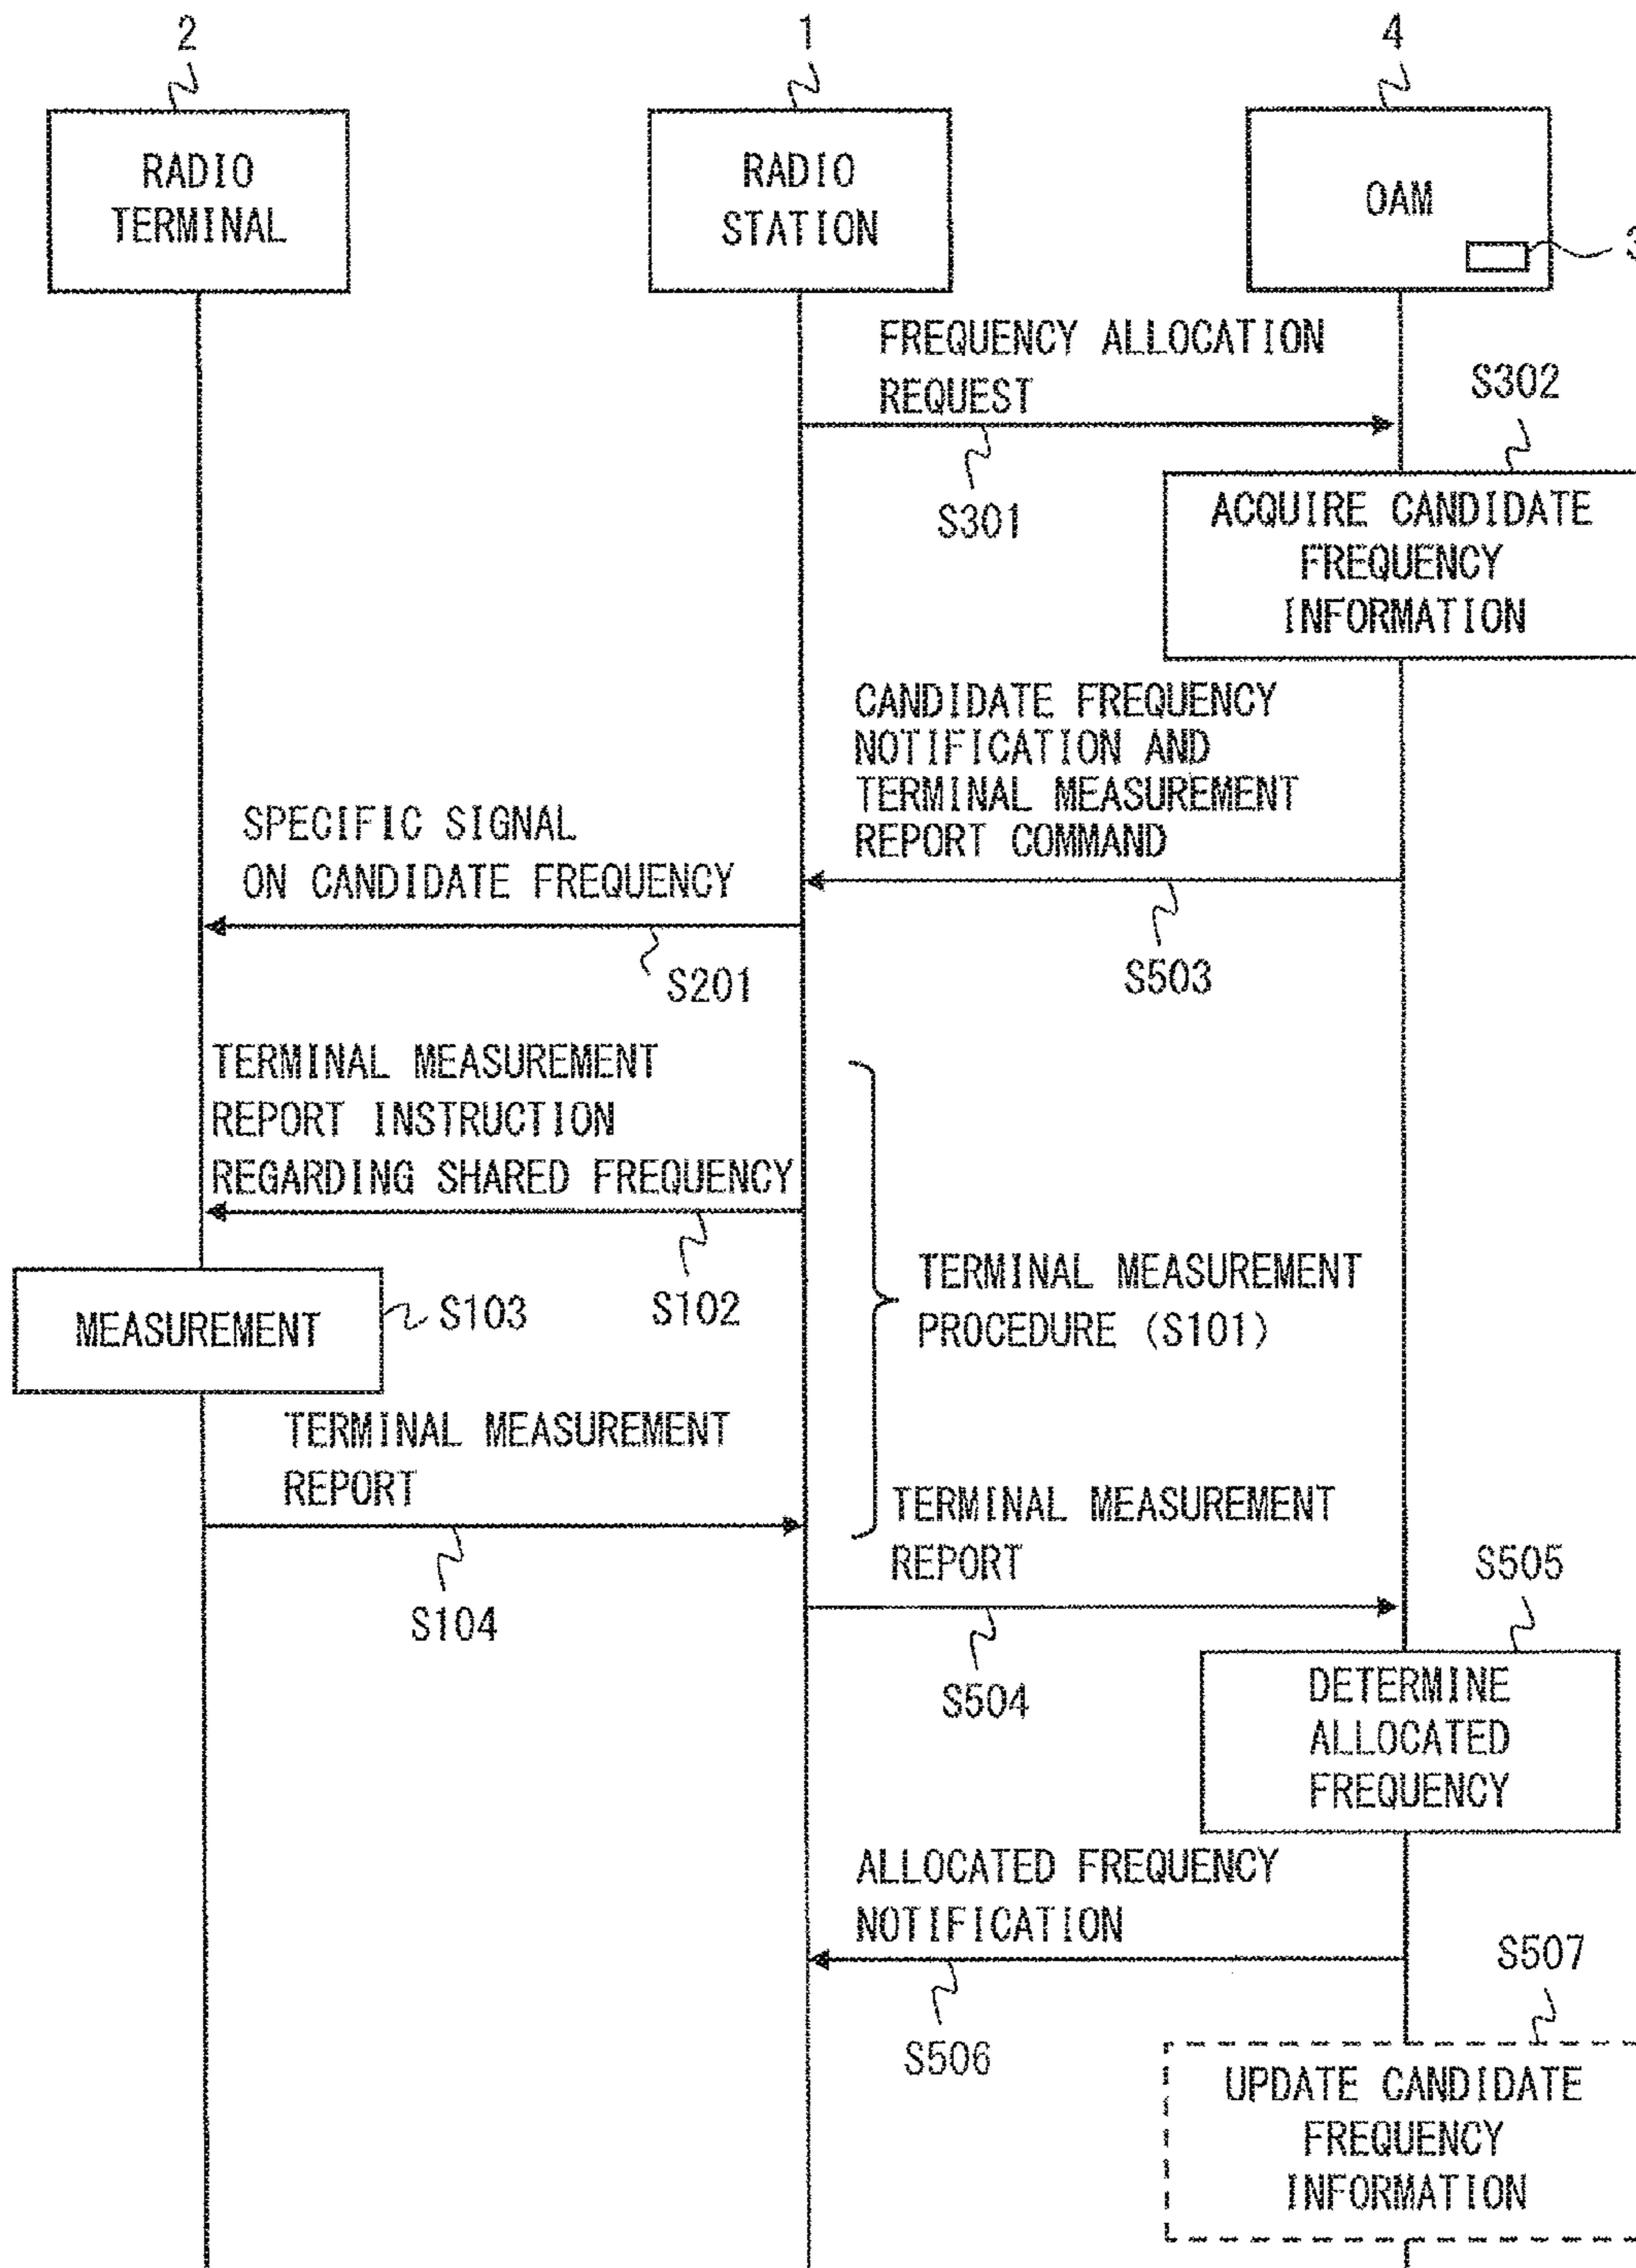 2
1
4
RADIO
TERMINAL
RADIO
STATION
OAM
3
FREQUENCY ALLOCATION
REQUEST
S301
S302
ACQUIRE CANDIDATE
FREQUENCY
INFORMATION
CANDIDATE FREQUENCY
NOTIFICATION AND
TERMINAL MEASUREMENT
REPORT COMMAND
S503
SPECIFIC SIGNAL
ON CANDIDATE FREQUENCY
S201
TERMINAL MEASUREMENT
REPORT INSTRUCTION
REGARDING SHARED FREQUENCY
S102
MEASUREMENT
S103
TERMINAL MEASUREMENT
PROCEDURE (S101)
TERMINAL MEASUREMENT
REPORT
S104
TERMINAL MEASUREMENT
REPORT
S504
S505
DETERMINE
ALLOCATED
FREQUENCY
ALLOCATED FREQUENCY
NOTIFICATION
S506
S507
UPDATE CANDIDATE
FREQUENCY
INFORMATION